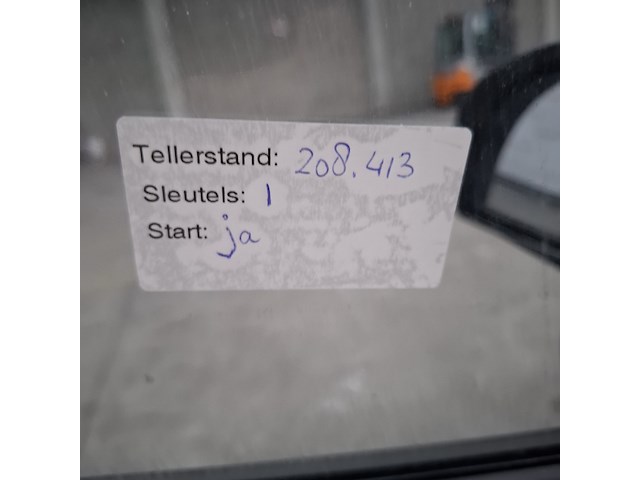 Tellerstand: 208.413
Sleutels: 1
Start: ja